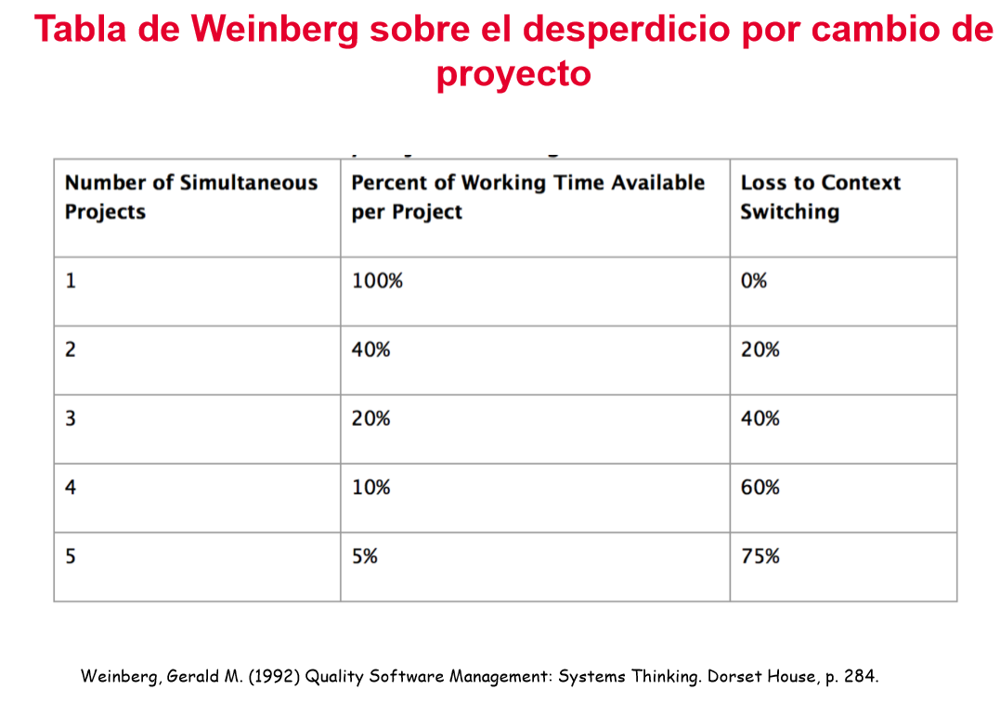 Tabla de Weinberg sobre el desperdicio por cambio de
proyecto
Number of Simultaneous
Projects
Percent of Working Time Available
per Project
Loss to Context
Switching
1
100%
0%
2
40%
20%
3
20%
40%
4
10%
60%
5
5%
75%
Weinberg, Gerald M. (1992) Quality Software Management: Systems Thinking. Dorset House, p. 284.